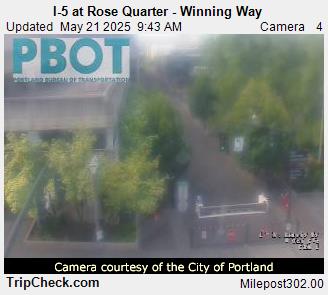 I-5 at Rose Quarter - Winning Way
Updated May 21 2025 9:43 AM Camera 4
PBOT
PORTLAND BUREAU OF TRANSPORTATION
Camera courtesy of the City of Portland
TripCheck.com Milepost302.00